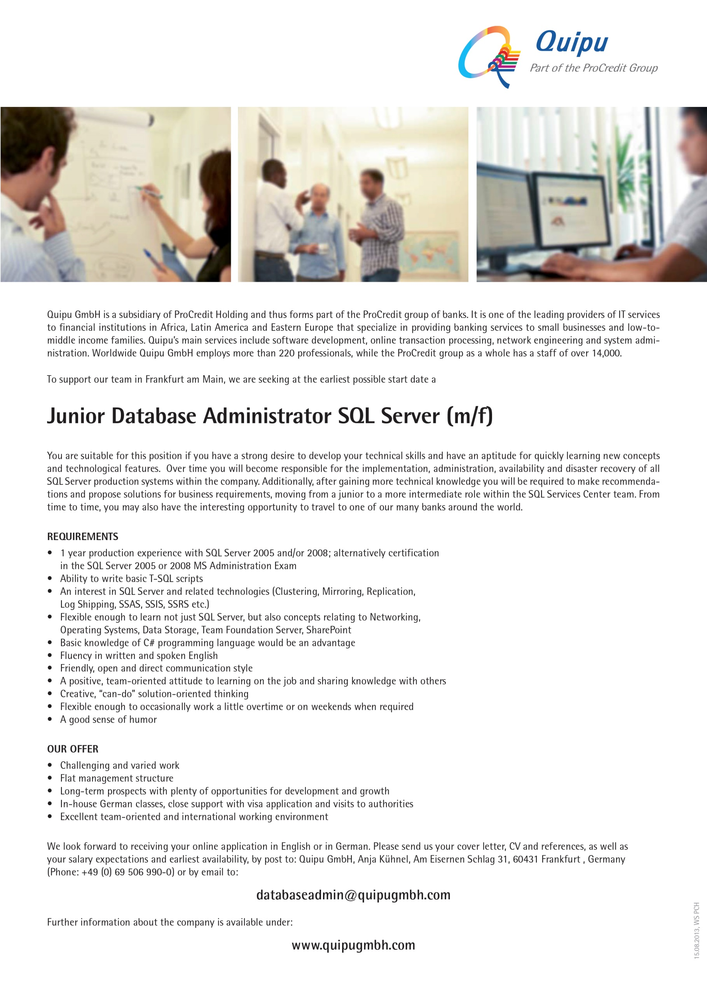 Quipu
Part of the ProCredit Group
Quipu GmbH is a subsidiary of ProCredit Holding and thus forms part of the ProCredit group of banks. It is one of the leading providers of IT services
to financial institutions in Africa, Latin America and Eastern Europe that specialize in providing banking services to small businesses and low-to-
middle income families. Quipu's main services include software development, online transaction processing, network engineering and system admi-
nistration. Worldwide Quipu GmbH employs more than 220 professionals, while the ProCredit group as a whole has a staff of over 14,000.
To support our team in Frankfurt am Main, we are seeking at the earliest possible start date a
Junior Database Administrator SQL Server (m/f)
You are suitable for this position if you have a strong desire to develop your technical skills and have an aptitude for quickly learning new concepts
and technological features.  Over time you will become responsible for the implementation, administration, availability and disaster recovery of all
SQL Server production systems within the company. Additionally, after gaining more technical knowledge you will be required to make recommenda-
tions and propose solutions for business requirements, moving from a junior to a more intermediate role within the SQL Services Center team. From
time to time, you may also have the interesting opportunity to travel to one of our many banks around the world.
REQUIREMENTS
• 1 year production experience with SQL Server 2005 and/or 2008; alternatively certification
in the SQL Server 2005 or 2008 MS Administration Exam
• Ability to write basic T-SQL scripts
• An interest in SQL Server and related technologies (Clustering, Mirroring, Replication,
Log Shipping, SSAS, SSIS, SSRS etc.)
• Flexible enough to learn not just SQL Server, but also concepts relating to Networking,
Operating Systems, Data Storage, Team Foundation Server, SharePoint
• Basic knowledge of C# programming language would be an advantage
• Fluency in written and spoken English
• Friendly, open and direct communication style
• A positive, team-oriented attitude to learning on the job and sharing knowledge with others
• Creative, “can-do” solution-oriented thinking
• Flexible enough to occasionally work a little overtime or on weekends when required
• A good sense of humor
OUR OFFER
• Challenging and varied work
• Flat management structure
• Long-term prospects with plenty of opportunities for development and growth
• In-house German classes, close support with visa application and visits to authorities
• Excellent team-oriented and international working environment
We look forward to receiving your online application in English or in German. Please send us your cover letter, CV and references, as well as
your salary expectations and earliest availability, by post to: Quipu GmbH, Anja Kühnel, Am Eisernen Schlag 31, 60431 Frankfurt , Germany
(Phone: +49 (0) 69 506 990-0) or by email to:
databaseadmin@quipugmbh.com
Further information about the company is available under:
www.quipugmbh.com
15.08.2013, WS PCH